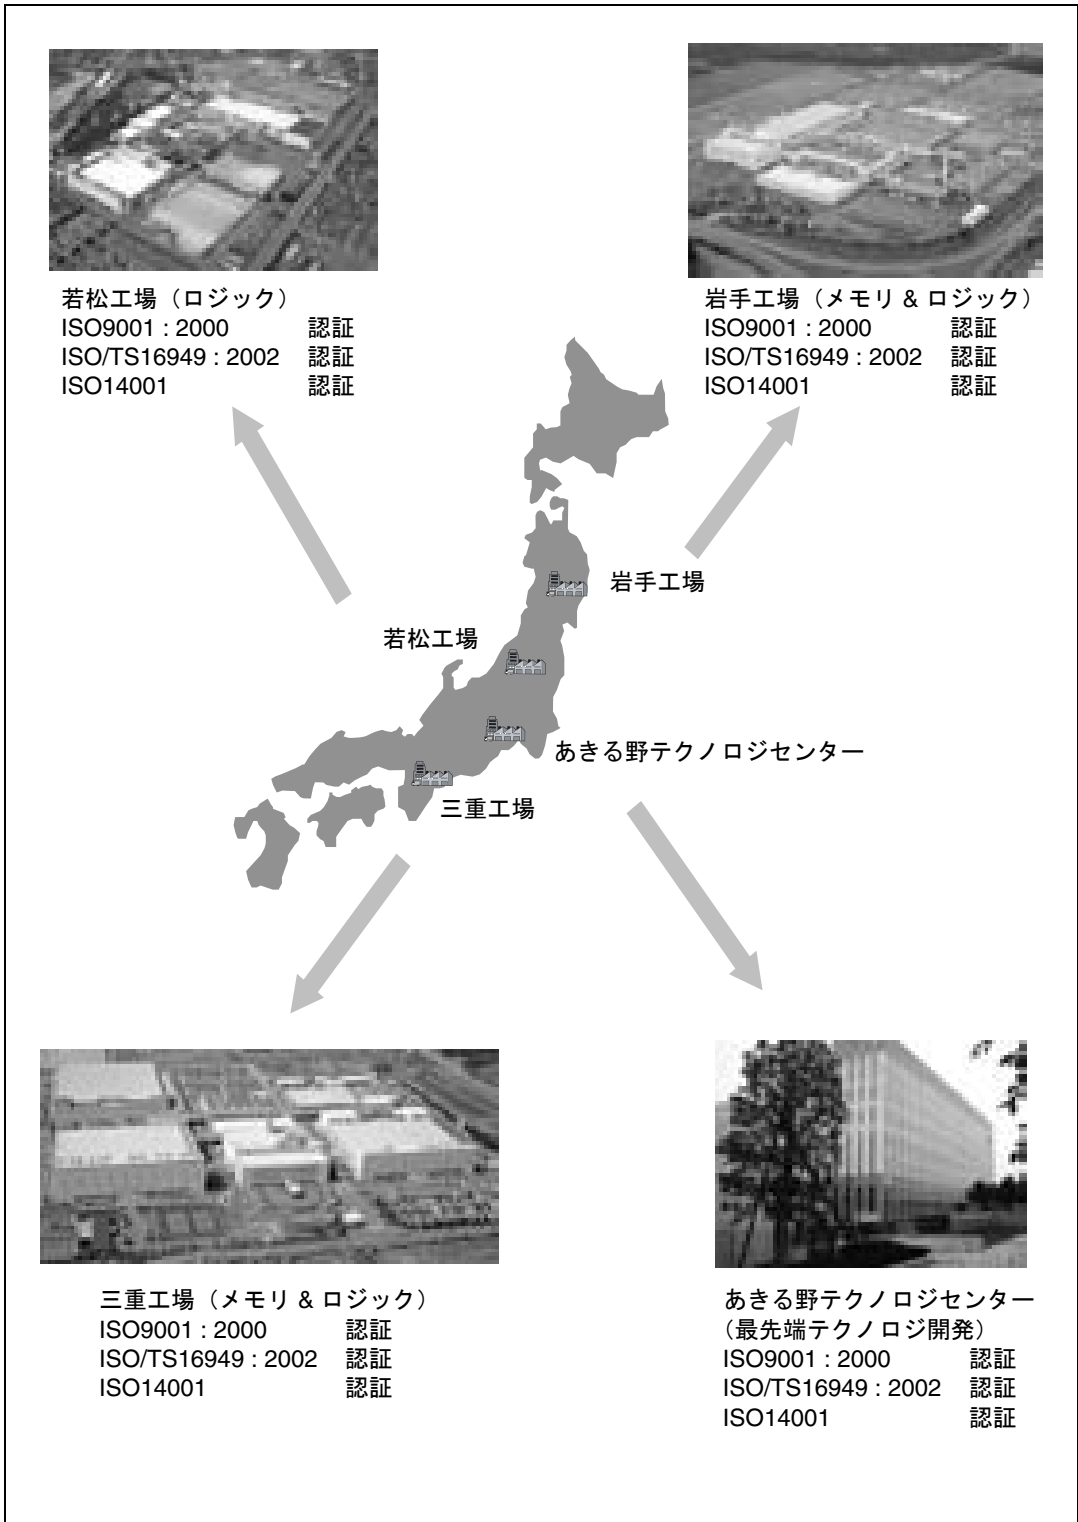 若松工場（ロジック）
ISO9001 : 2000 認証
ISO/TS16949 : 2002 認証
ISO14001 認証
岩手工場（メモリ & ロジック）
ISO9001 : 2000 認証
ISO/TS16949 : 2002 認証
ISO14001 認証
岩手工場
若松工場
あきる野テクノロジセンター
三重工場
三重工場（メモリ & ロジック）
ISO9001 : 2000 認証
ISO/TS16949 : 2002 認証
ISO14001 認証
あきる野テクノロジセンター
（最先端テクノロジ開発）
ISO9001 : 2000 認証
ISO/TS16949 : 2002 認証
ISO14001 認証